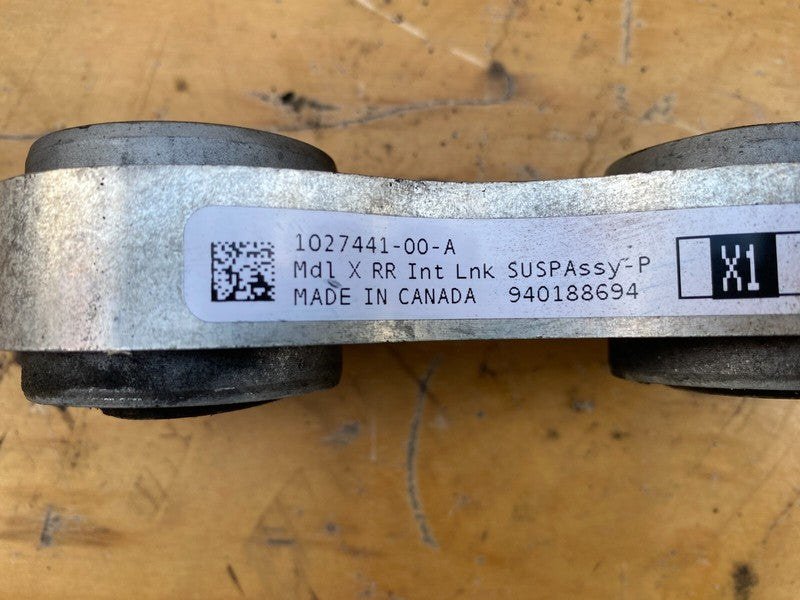 1027441-00-A
Mdl X RR Int Lnk SUSPAssy-P
MADE IN CANADA 940188694
X1